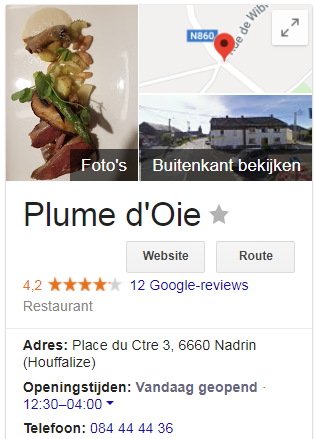 N860
Rue de Wib
Foto's
Buitenkant bekijken
Plume d'Oie
Website
Route
4,2 12 Google-reviews
Restaurant
Adres: Place du Ctre 3, 6660 Nadrin
(Houffalize)
Openingstijden: Vandaag geopend ·
12:30–04:00
Telefoon: 084 44 44 36